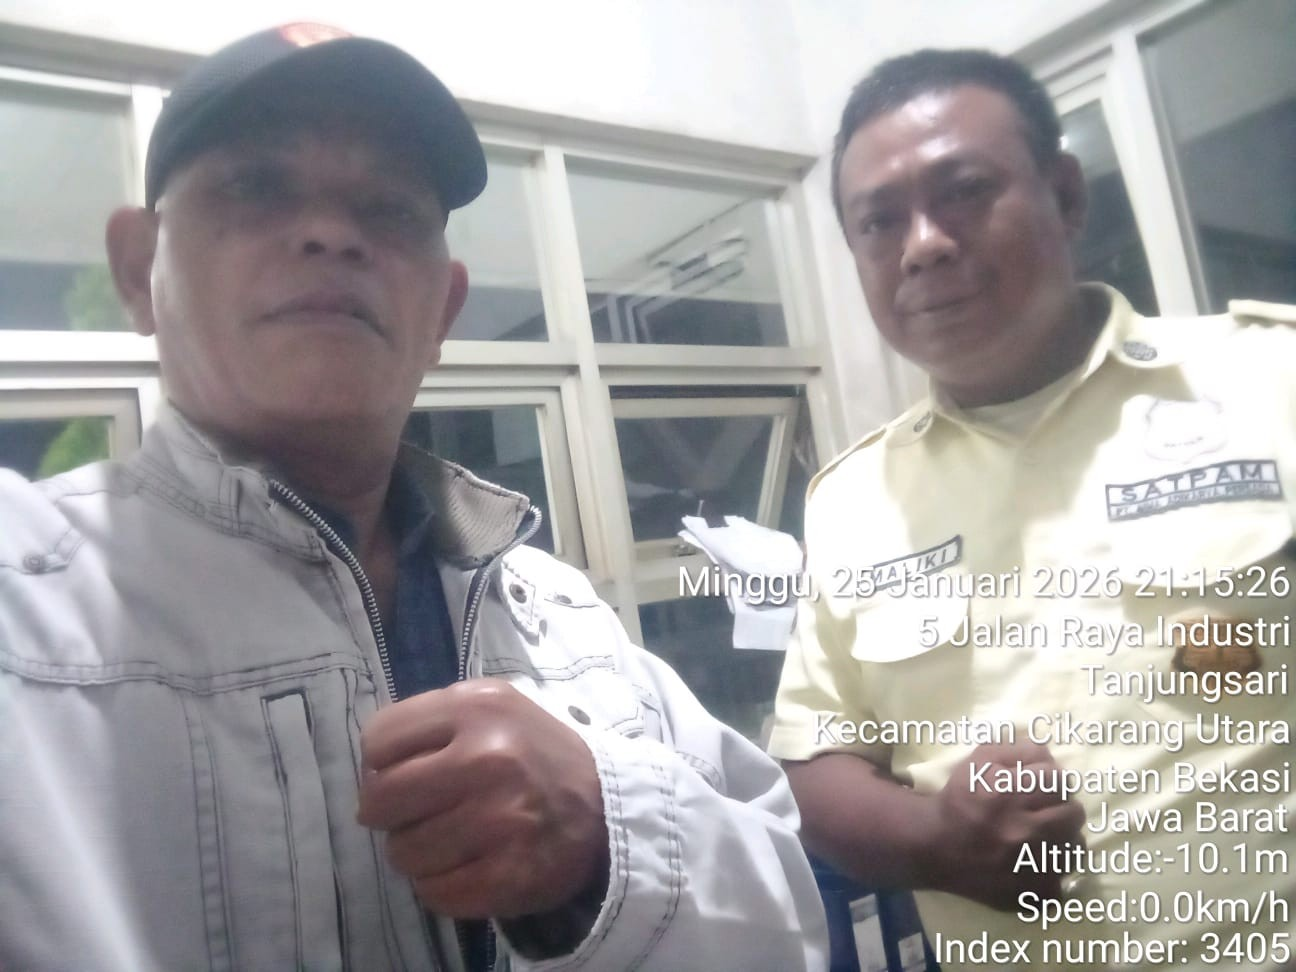 SATPAM
MALIKI
Minggu, 25 Januari 2026 21:15:26
5 Jalan Raya Industri
Tanjungsari
Kecamatan Cikarang Utara
Kabupaten Bekasi
Jawa Barat
Altitude:-10.1m
Speed:0.0km/h
Index number: 3405